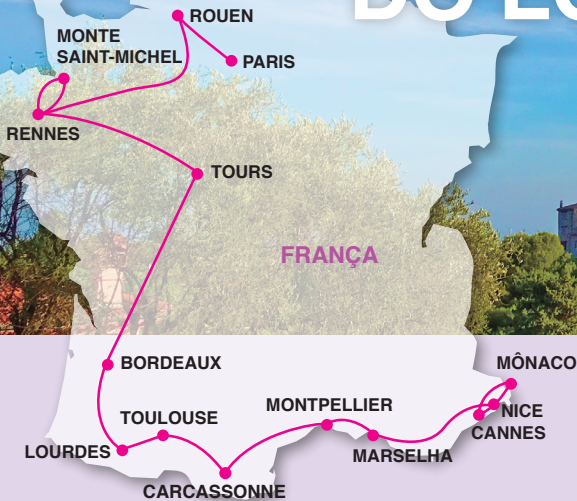 ROUEN
MONTE
SAINT-MICHEL
PARIS
RENNES
TOURS
FRANÇA
BORDEAUX
MÔNACO
TOULOUSE
MONTPELLIER
NICE
CANNES
LOURDES
MARSELHA
CARCASSONNE